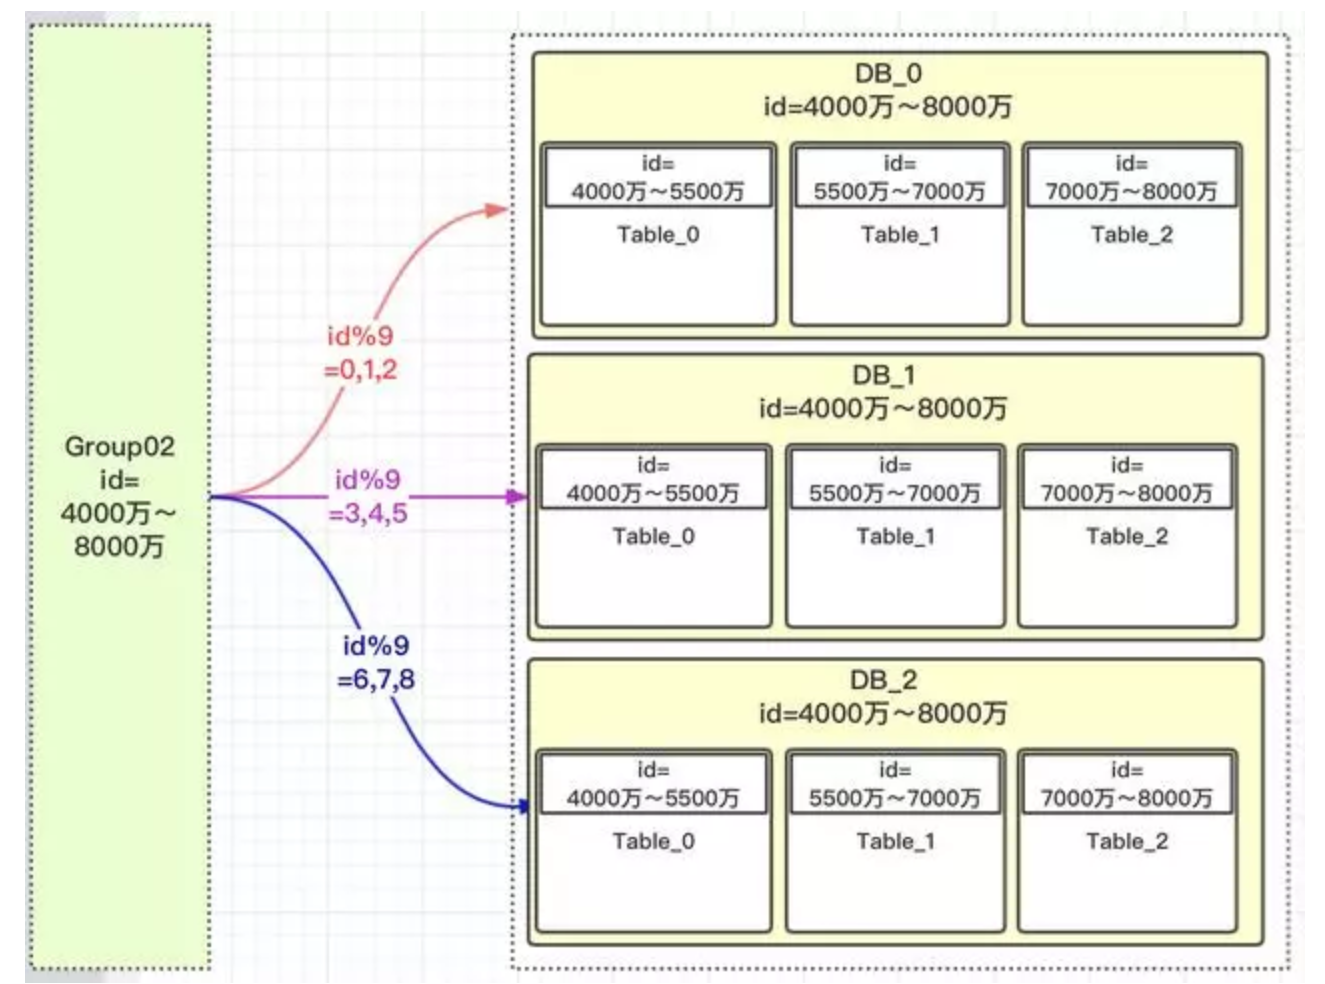 Group02
id=
4000万～
8000万
id%9
=0,1,2
id%9
=3,4,5
id%9
=6,7,8
DB_0
id=4000万～8000万
id=
4000万～5500万
Table_0
id=
5500万～7000万
Table_1
id=
7000万～8000万
Table_2
DB_1
id=4000万～8000万
id=
4000万～5500万
Table_0
id=
5500万～7000万
Table_1
id=
7000万～8000万
Table_2
DB_2
id=4000万～8000万
id=
4000万～5500万
Table_0
id=
5500万～7000万
Table_1
id=
7000万～8000万
Table_2